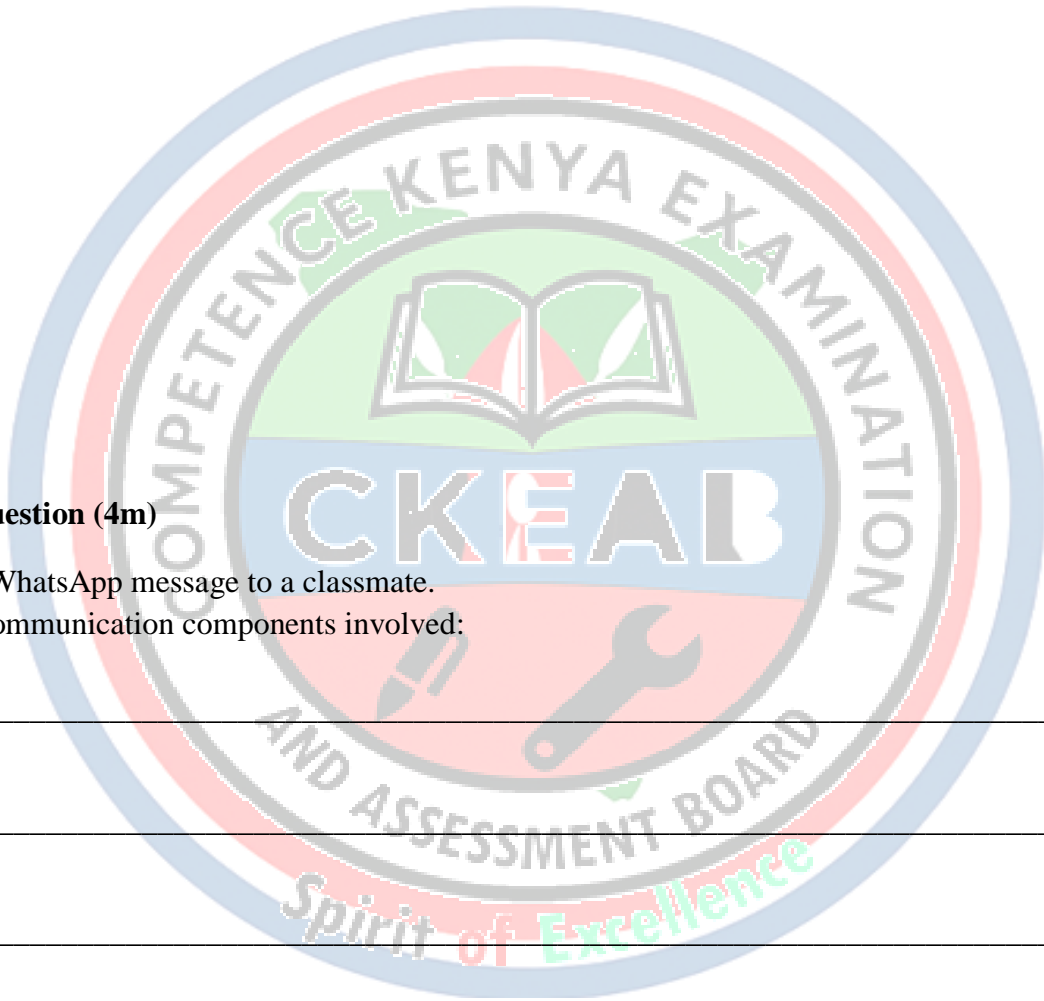 COMPETENCE KENYA EXAMINATION
CKEAB
uestion (4m)
WhatsApp message to a classmate.
ommunication components involved:
AND ASSESSMENT BOARD
Spirit of Excellence